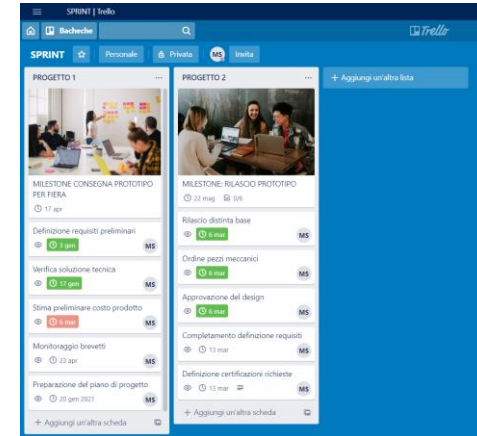 SPRINT | Trello
Bacheche
Trello
SPRINT
Personale
Privata
MS
Invita
PROGETTO 1
MILESTONE CONSEGNA PROTOTIPO
PER FIERA
17 apr
Definizione requisiti preliminari
3 gen
MS
Verifica soluzione tecnica
17 gen
MS
Stima preliminare costo prodotto
6 mar
MS
Monitoraggio brevetti
23 apr
MS
Preparazione del piano di progetto
20 gen 2021
MS
+ Aggiungi un'altra scheda
PROGETTO 2
MILESTONE: RILASCIO PROTOTIPO
22 mag
0/6
Rilascio distinta base
6 mar
MS
Ordine pezzi meccanici
6 mar
MS
Approvazione del design
6 mar
MS
Completamento definizione requisiti
13 mar
MS
Definizione certificazioni richieste
13 mar
MS
+ Aggiungi un'altra scheda
+ Aggiungi un'altra lista